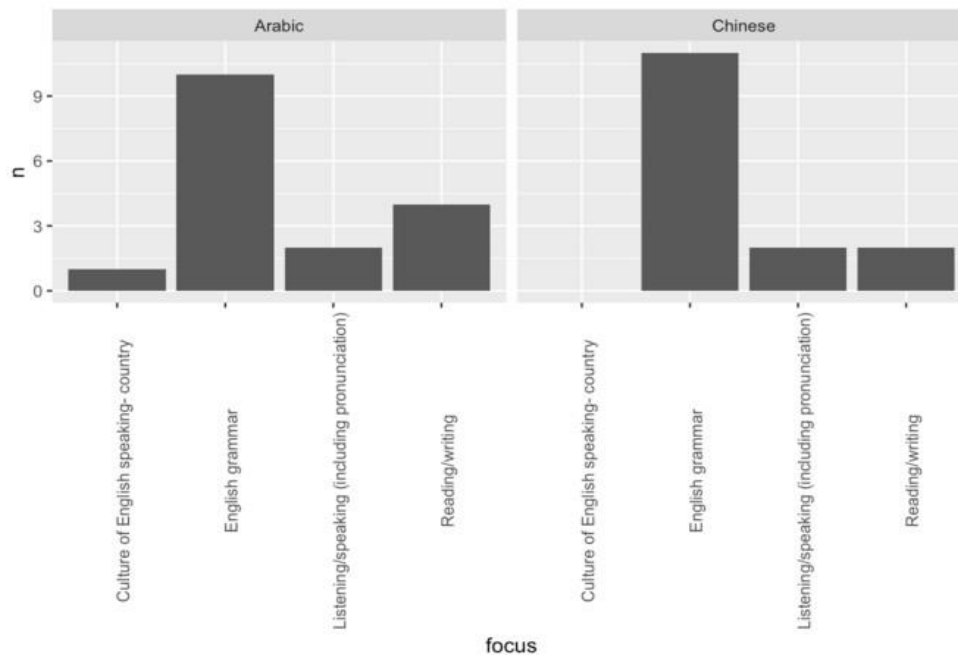 Arabic
Chinese
n
9
6
3
0
Culture of English speaking- country
English grammar
Listening/speaking (including pronunciation)
Reading/writing
Culture of English speaking- country
English grammar
Listening/speaking (including pronunciation)
Reading/writing
focus